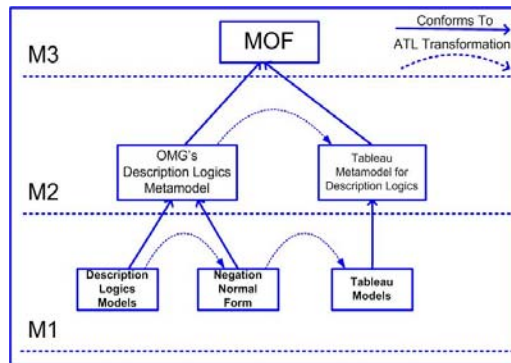 MOF
Conforms To
ATL Transformation
M3
OMG's
Description Logics
Metamodel
Tableau
Metamodel for
Description Logics
M2
Description
Logics
Models
Negation
Normal
Form
Tableau
Models
M1